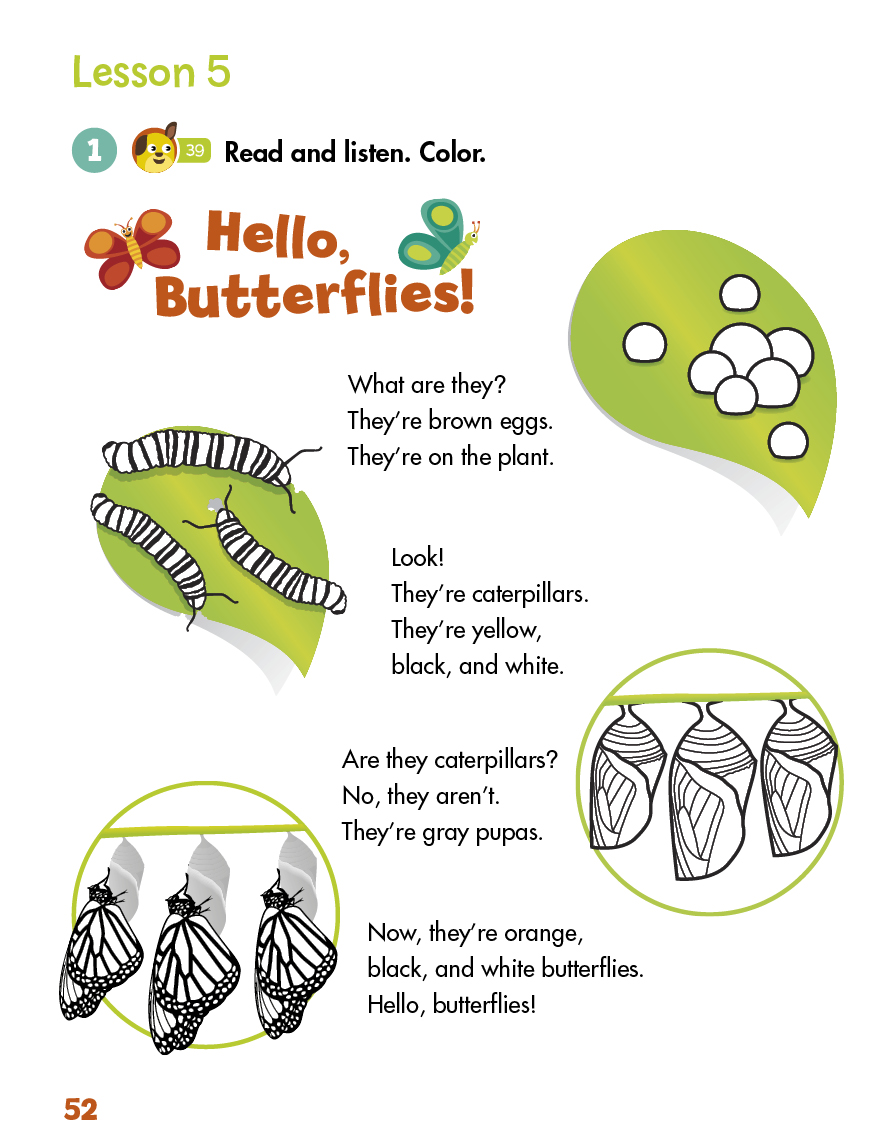 Lesson 5
1 39 Read and listen. Color.
Hello,
Butterflies!
What are they?
They’re brown eggs.
They’re on the plant.
Look!
They’re caterpillars.
They’re yellow,
black, and white.
Are they caterpillars?
No, they aren’t.
They’re gray pupas.
Now, they’re orange,
black, and white butterflies.
Hello, butterflies!
52